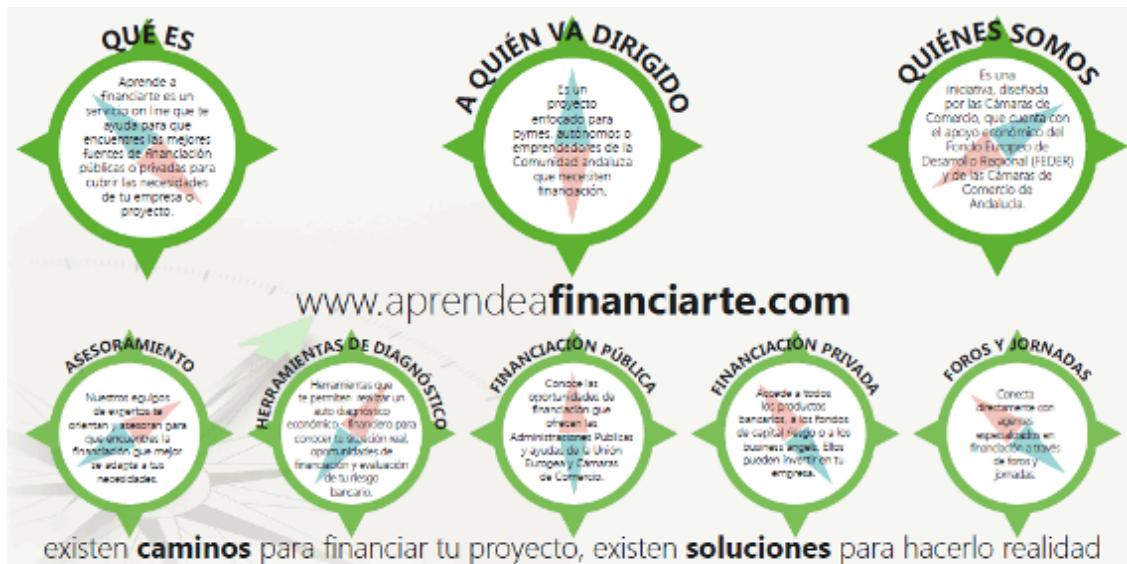 QUÉ ES
Aprende a
financiarte es un
servicio on line que te
ayuda para que
encuentres las mejores
fuentes de financiación
públicas o privadas para
cubrir las necesidades
de tu empresa o
proyecto.
A QUIÉN VA DIRIGIDO
Es un
proyecto
enfocado para
pymes, autónomos o
emprendedores de la
Comunidad andaluza
que necesiten
financiación.
QUIÉNES SOMOS
Es una
iniciativa, diseñada
por las Cámaras de
Comercio, que cuenta con
el apoyo económico del
Fondo Europeo de
Desarrollo Regional (FEDER)
y de las Cámaras de
Comercio de
Andalucía.
www.aprendeafinanciarte.com
ASESORAMIENTO
Nuestros equipos
de expertos te
orientan y asesoran para
que encuentres la
financiación que mejor
se adapta a tus
necesidades.
HERRAMIENTAS DE DIAGNÓSTICO
Herramientas que
te permiten realizar un
auto diagnóstico
económico - financiero para
conocer tu situación real,
oportunidades de
financiación y evaluación
de tu riesgo
bancario.
FINANCIACIÓN PÚBLICA
Conoce las
oportunidades de
financiación que
ofrecen las
Administraciones Públicas
y ayudas de la Unión
Europea y Cámaras
de Comercio.
FINANCIACIÓN PRIVADA
Accede a todos
los productos
bancarios, a los fondos
de capital riesgo o a los
business angels. Ellos
pueden invertir en tu
empresa.
FOROS Y JORNADAS
Conecta
directamente con
agentes
especializados en
financiación a través
de foros y
jornadas.
existen caminos para financiar tu proyecto, existen soluciones para hacerlo realidad